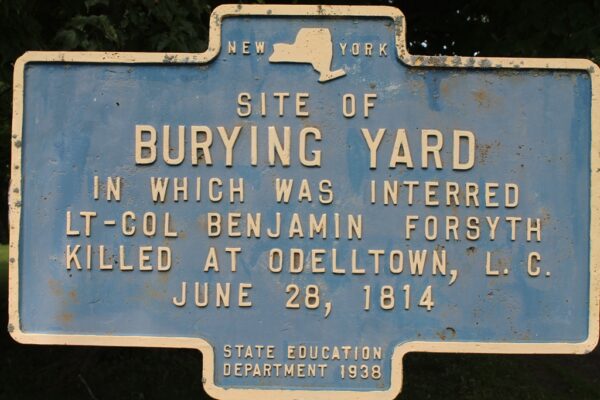 NEW YORK
SITE OF
BURYING YARD
IN WHICH WAS INTERRED
LT-COL BENJAMIN FORSYTH
KILLED AT ODELLTOWN, L. C.
JUNE 28, 1814
STATE EDUCATION
DEPARTMENT 1938